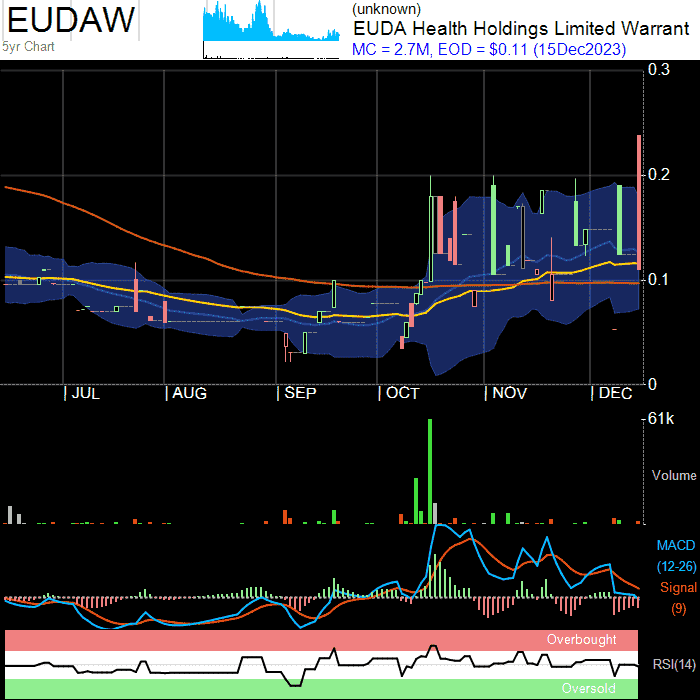 EUDAW
5yr Chart
(unknown)
EUDA Health Holdings Limited Warrant
MC = 2.7M, EOD = $0.11 (15Dec2023)
0.3
0.2
0.1
0
| JUL
| AUG
| SEP
| OCT
| NOV
| DEC
61k
Volume
MACD
(12-26)
Signal
(9)
Overbought
RSI(14)
Oversold